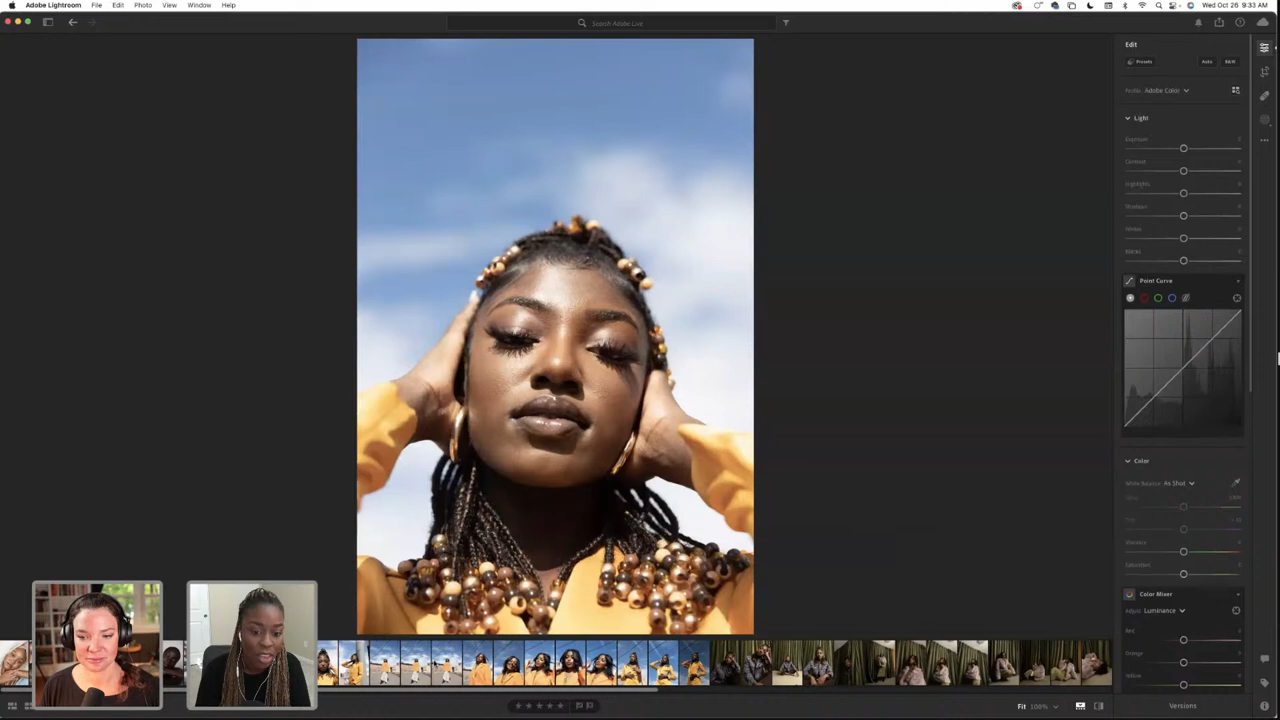 Adobe Lightroom File Edit Photo View Window Help
Wed Oct 26 9:33 AM
Search Adobe Live
Edit
Presets
Auto
B&W
Profile Adobe Color
Light
Exposure
Contrast
Highlights
Shadows
Whites
Blacks
Point Curve
Color
White Balance As Shot
Temp
Tint
Vibrance
Saturation
Color Mixer
Adjust Luminance
Red
Orange
Yellow
Fit 100%
Versions